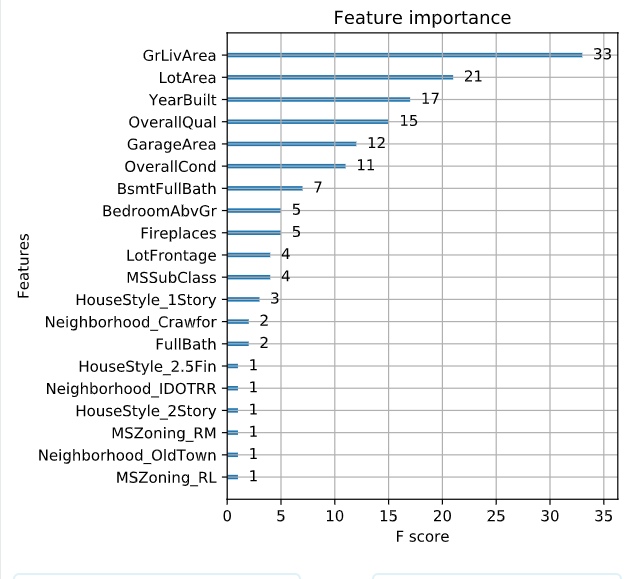 Feature importance
GrLivArea 33
LotArea 21
YearBuilt 17
OverallQual 15
GarageArea 12
OverallCond 11
BsmtFullBath 7
BedroomAbvGr 5
Fireplaces 5
LotFrontage 4
MSSubClass 4
HouseStyle_1Story 3
Neighborhood_Crawfor 2
FullBath 2
HouseStyle_2.5Fin 1
Neighborhood_IDOTRR 1
HouseStyle_2Story 1
MSZoning_RM 1
Neighborhood_OldTown 1
MSZoning_RL 1
Features
0 5 10 15 20 25 30 35
F score